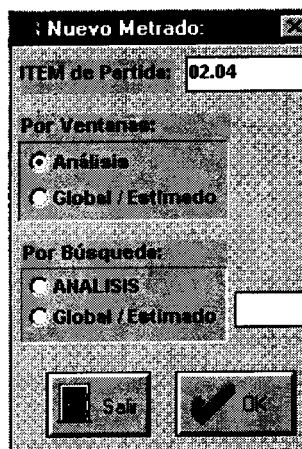 Nuevo Metrado:
ITEM de Partida: 02.04
Por Ventanas:
Análisis
Global / Estimado
Por Búsqueda:
ANALISIS
Global / Estimado
Salir
OK